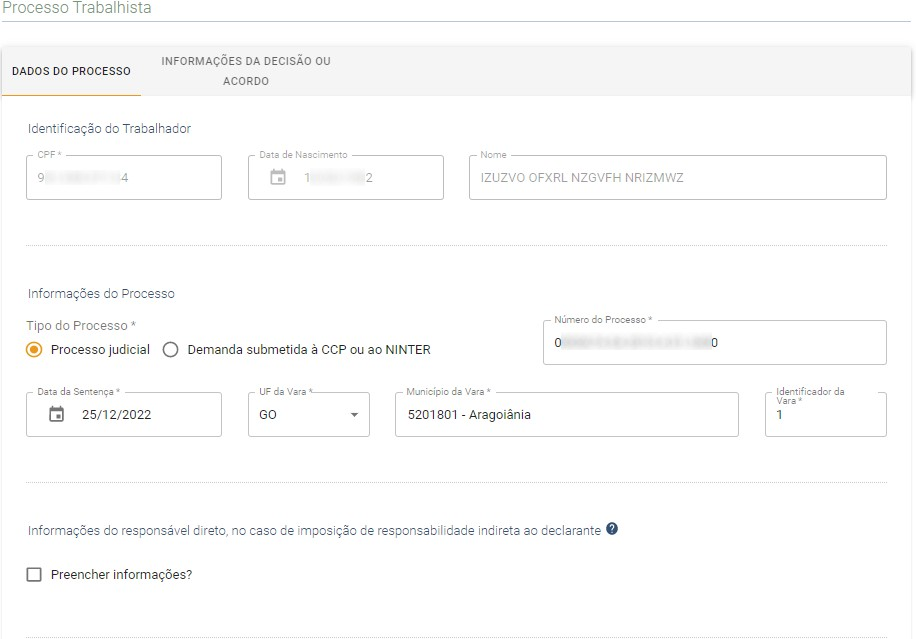 Processo Trabalhista
DADOS DO PROCESSO
INFORMAÇÕES DA DECISÃO OU
ACORDO
Identificação do Trabalhador
CPF *
9 4
Data de Nascimento
1 2
Nome
IZUZVO OFXRL NZGVFH NRIZMWZ
Informações do Processo
Tipo do Processo *
Processo judicial
Demanda submetida à CCP ou ao NINTER
Número do Processo *
0 0
Data da Sentença *
25/12/2022
UF da Vara *
GO
Município da Vara *
5201801 - Aragoiânia
Identificador da
Vara *
1
Informações do responsável direto, no caso de imposição de responsabilidade indireta ao declarante ?
Preencher informações?